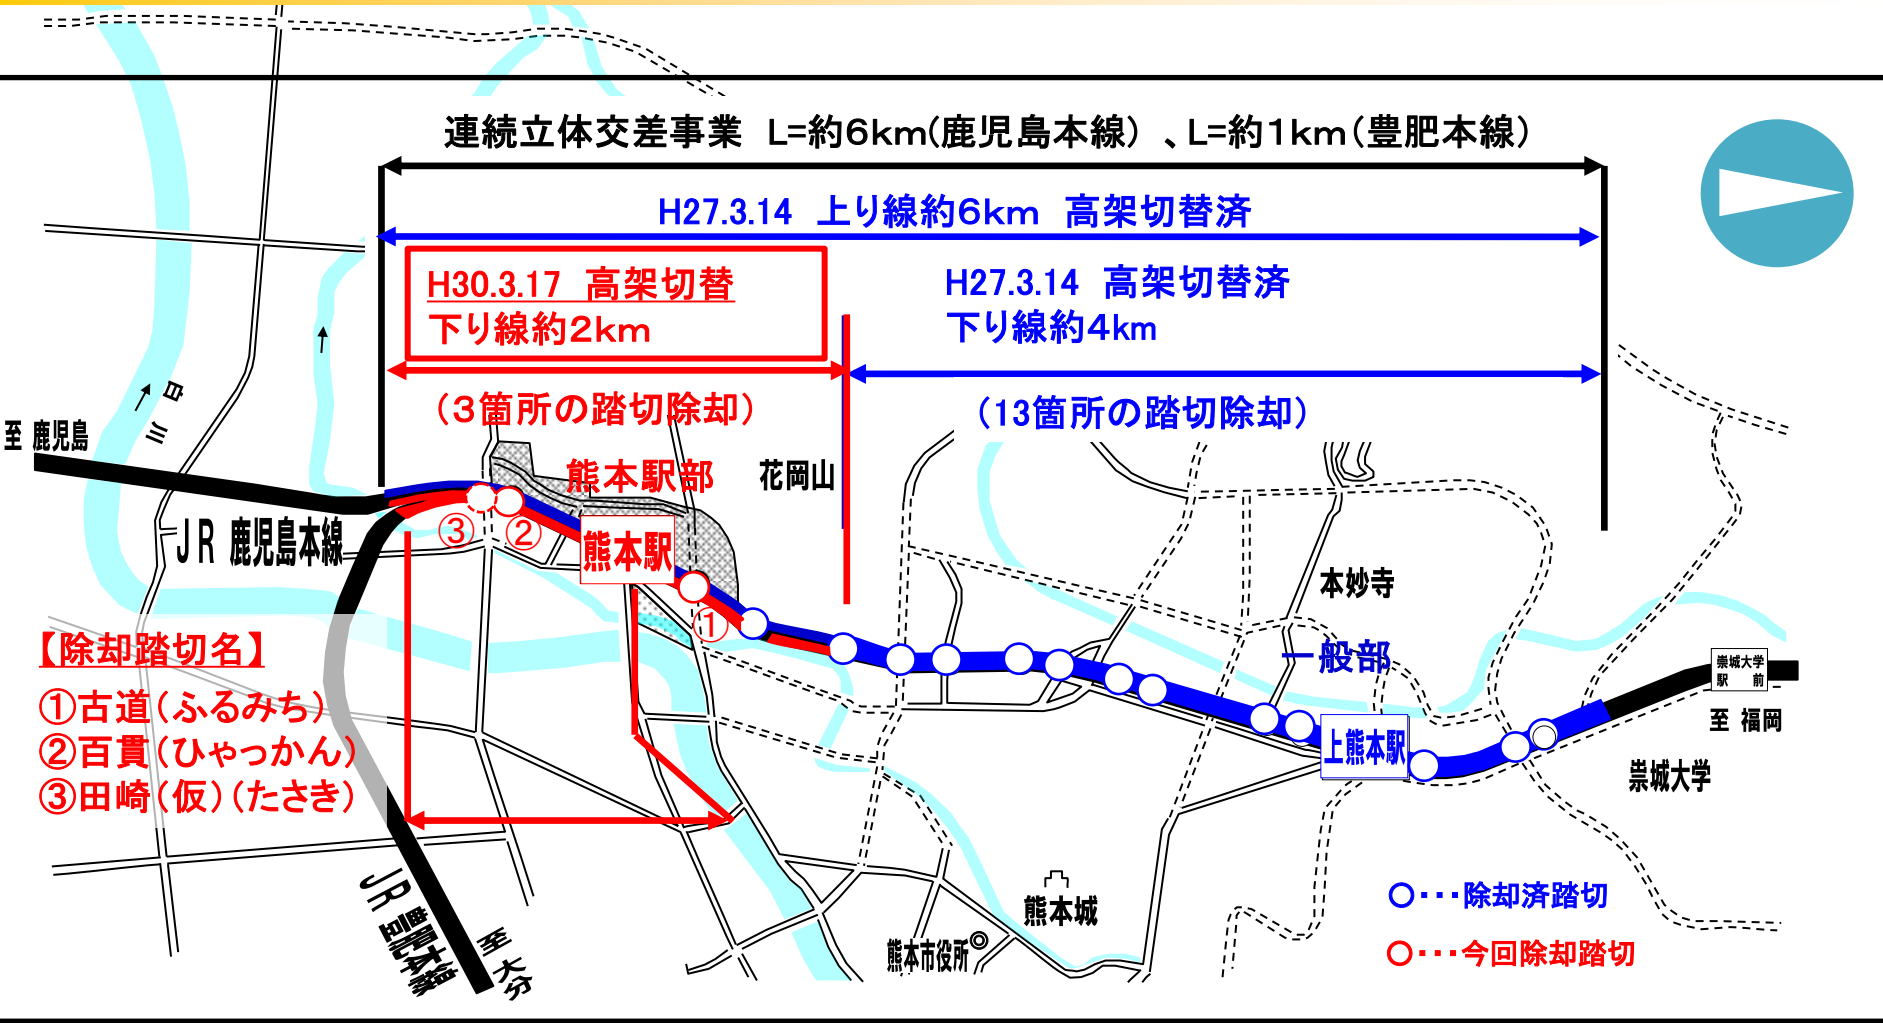 連続立体交差事業 L=約6km(鹿児島本線)、L=約1km(豊肥本線)
H27.3.14 上り線約6km 高架切替済
H30.3.17 高架切替
下り線約2km
H27.3.14 高架切替済
下り線約4km
(3箇所の踏切除却)
(13箇所の踏切除却)
白川
至 鹿児島
熊本駅部
花岡山
JR 鹿児島本線
③
②
熊本駅
①
本妙寺
一般部
【除却踏切名】
①古道(ふるみち)
②百貫(ひゃっかん)
③田崎(仮)(たさき)
崇城大学
駅 前
至 福岡
上熊本駅
崇城大学
JR 豊肥本線
至 大分
熊本城
熊本市役所
○・・・除却済踏切
○・・・今回除却踏切